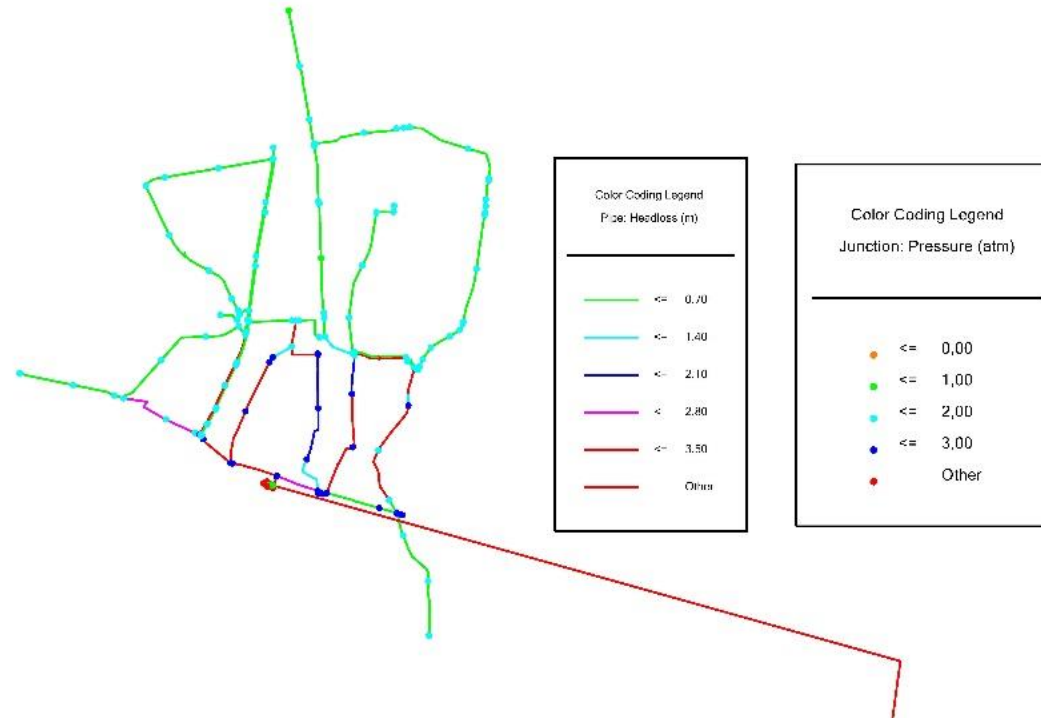 Color Coding Legend
Pipe: Headloss (m)
<= 0.70
<= 1.40
<= 2.10
< 2.80
<= 3.50
Other
Color Coding Legend
Junction: Pressure (atm)
<= 0,00
<= 1,00
<= 2,00
<= 3,00
Other